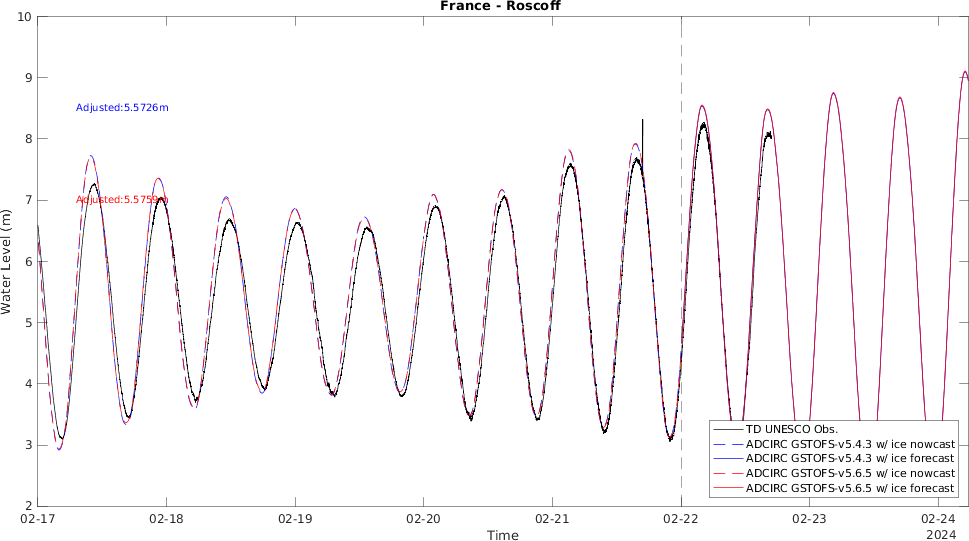 France - Roscoff
10
9
8
7
6
5
4
3
2
Water Level (m)
Adjusted:5.5726m
Adjusted:5.5759m
TD UNESCO Obs.
ADCIRC GSTOFS-v5.4.3 w/ ice nowcast
ADCIRC GSTOFS-v5.4.3 w/ ice forecast
ADCIRC GSTOFS-v5.6.5 w/ ice nowcast
ADCIRC GSTOFS-v5.6.5 w/ ice forecast
02-17 02-18 02-19 02-20 02-21 02-22 02-23 02-24
Time
2024